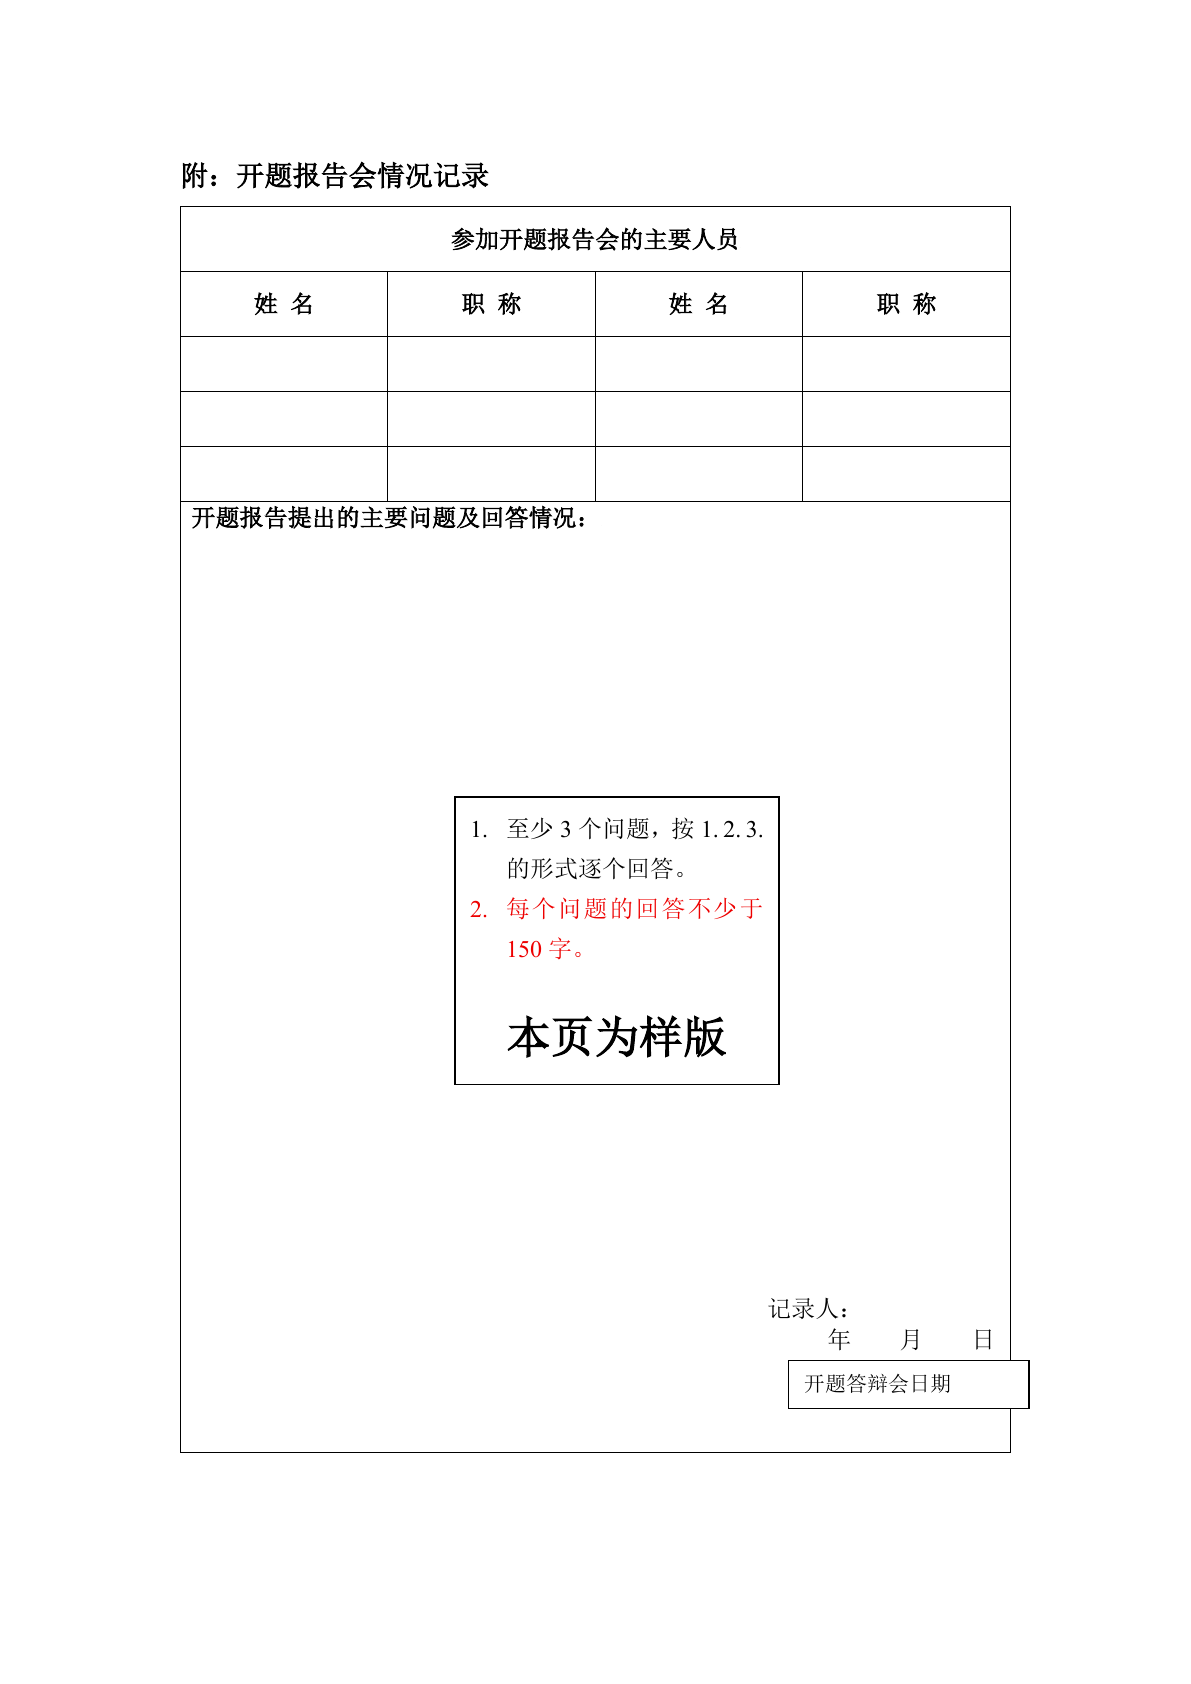 附：开题报告会情况记录
参加开题报告会的主要人员
姓 名 职 称 姓 名 职 称
开题报告提出的主要问题及回答情况：
1. 至少 3 个问题，按 1. 2. 3.
的形式逐个回答。
2. 每个问题的回答不少于
150 字。
本页为样版
记录人：
年 月 日
开题答辩会日期